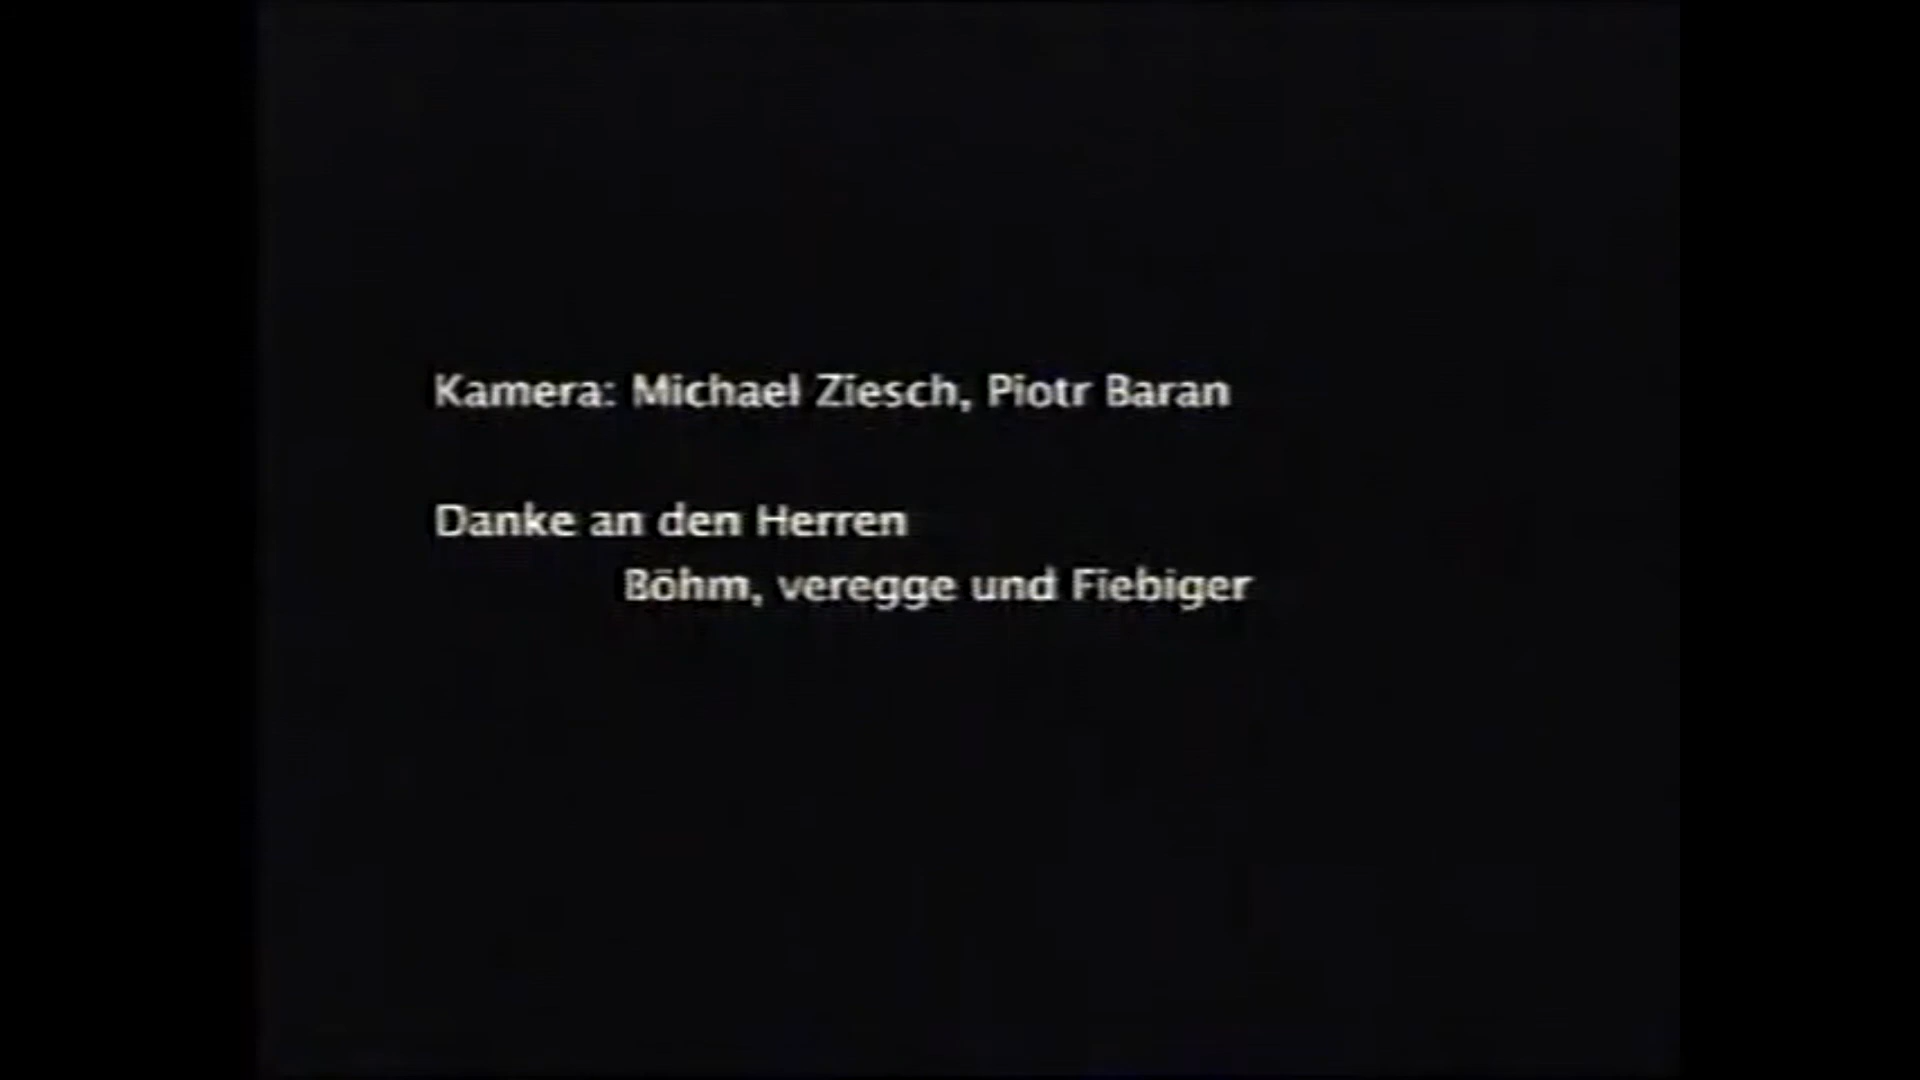 Kamera: Michael Ziesch, Piotr Baran
Danke an den Herren
Böhm, veregge und Fiebiger